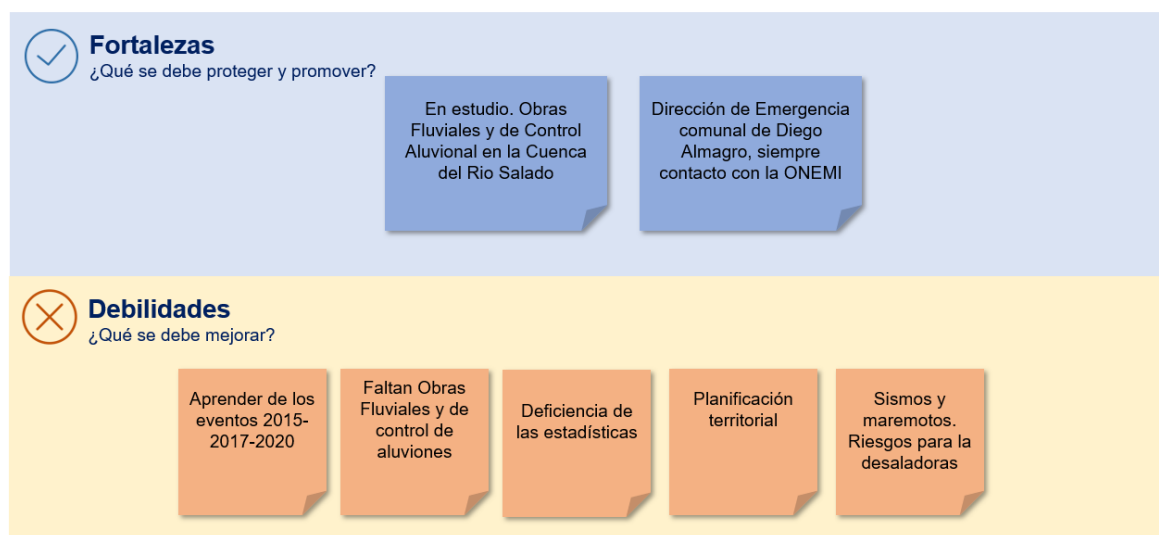 Fortalezas
¿Qué se debe proteger y promover?
En estudio. Obras
Fluviales y de Control
Aluvional en la Cuenca
del Rio Salado
Dirección de Emergencia
comunal de Diego
Almagro, siempre
contacto con la ONEMI
Debilidades
¿Qué se debe mejorar?
Aprender de los
eventos 2015-
2017-2020
Faltan Obras
Fluviales y de
control de
aluviones
Deficiencia de
las estadísticas
Planificación
territorial
Sismos y
maremotos.
Riesgos para la
desaladoras